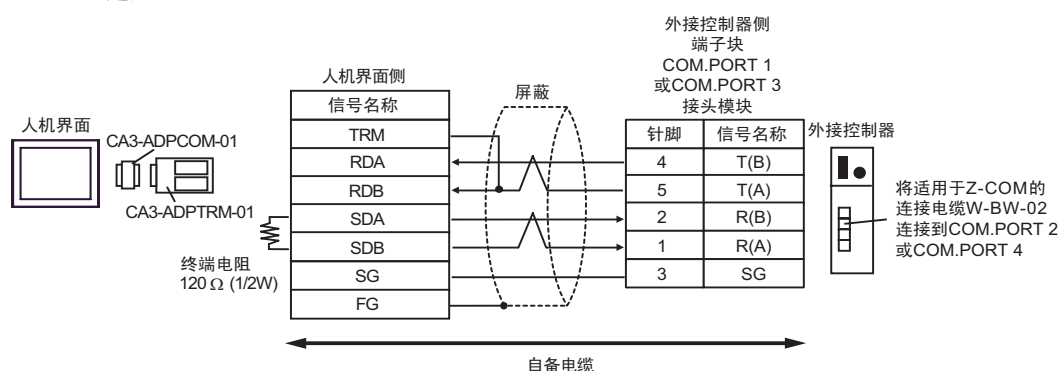 外接控制器侧
端子块
COM.PORT 1
或COM.PORT 3
接头模块
人机界面侧
屏蔽
信号名称
人机界面
CA3-ADPCOM-01
CA3-ADPTRM-01
TRM
RDA
RDB
SDA
SDB
SG
FG
终端电阻
120 Ω (1/2W)
针脚 信号名称
4 T(B)
5 T(A)
2 R(B)
1 R(A)
3 SG
外接控制器
将适用于Z-COM的
连接电缆W-BW-02
连接到COM.PORT 2
或COM.PORT 4
自备电缆